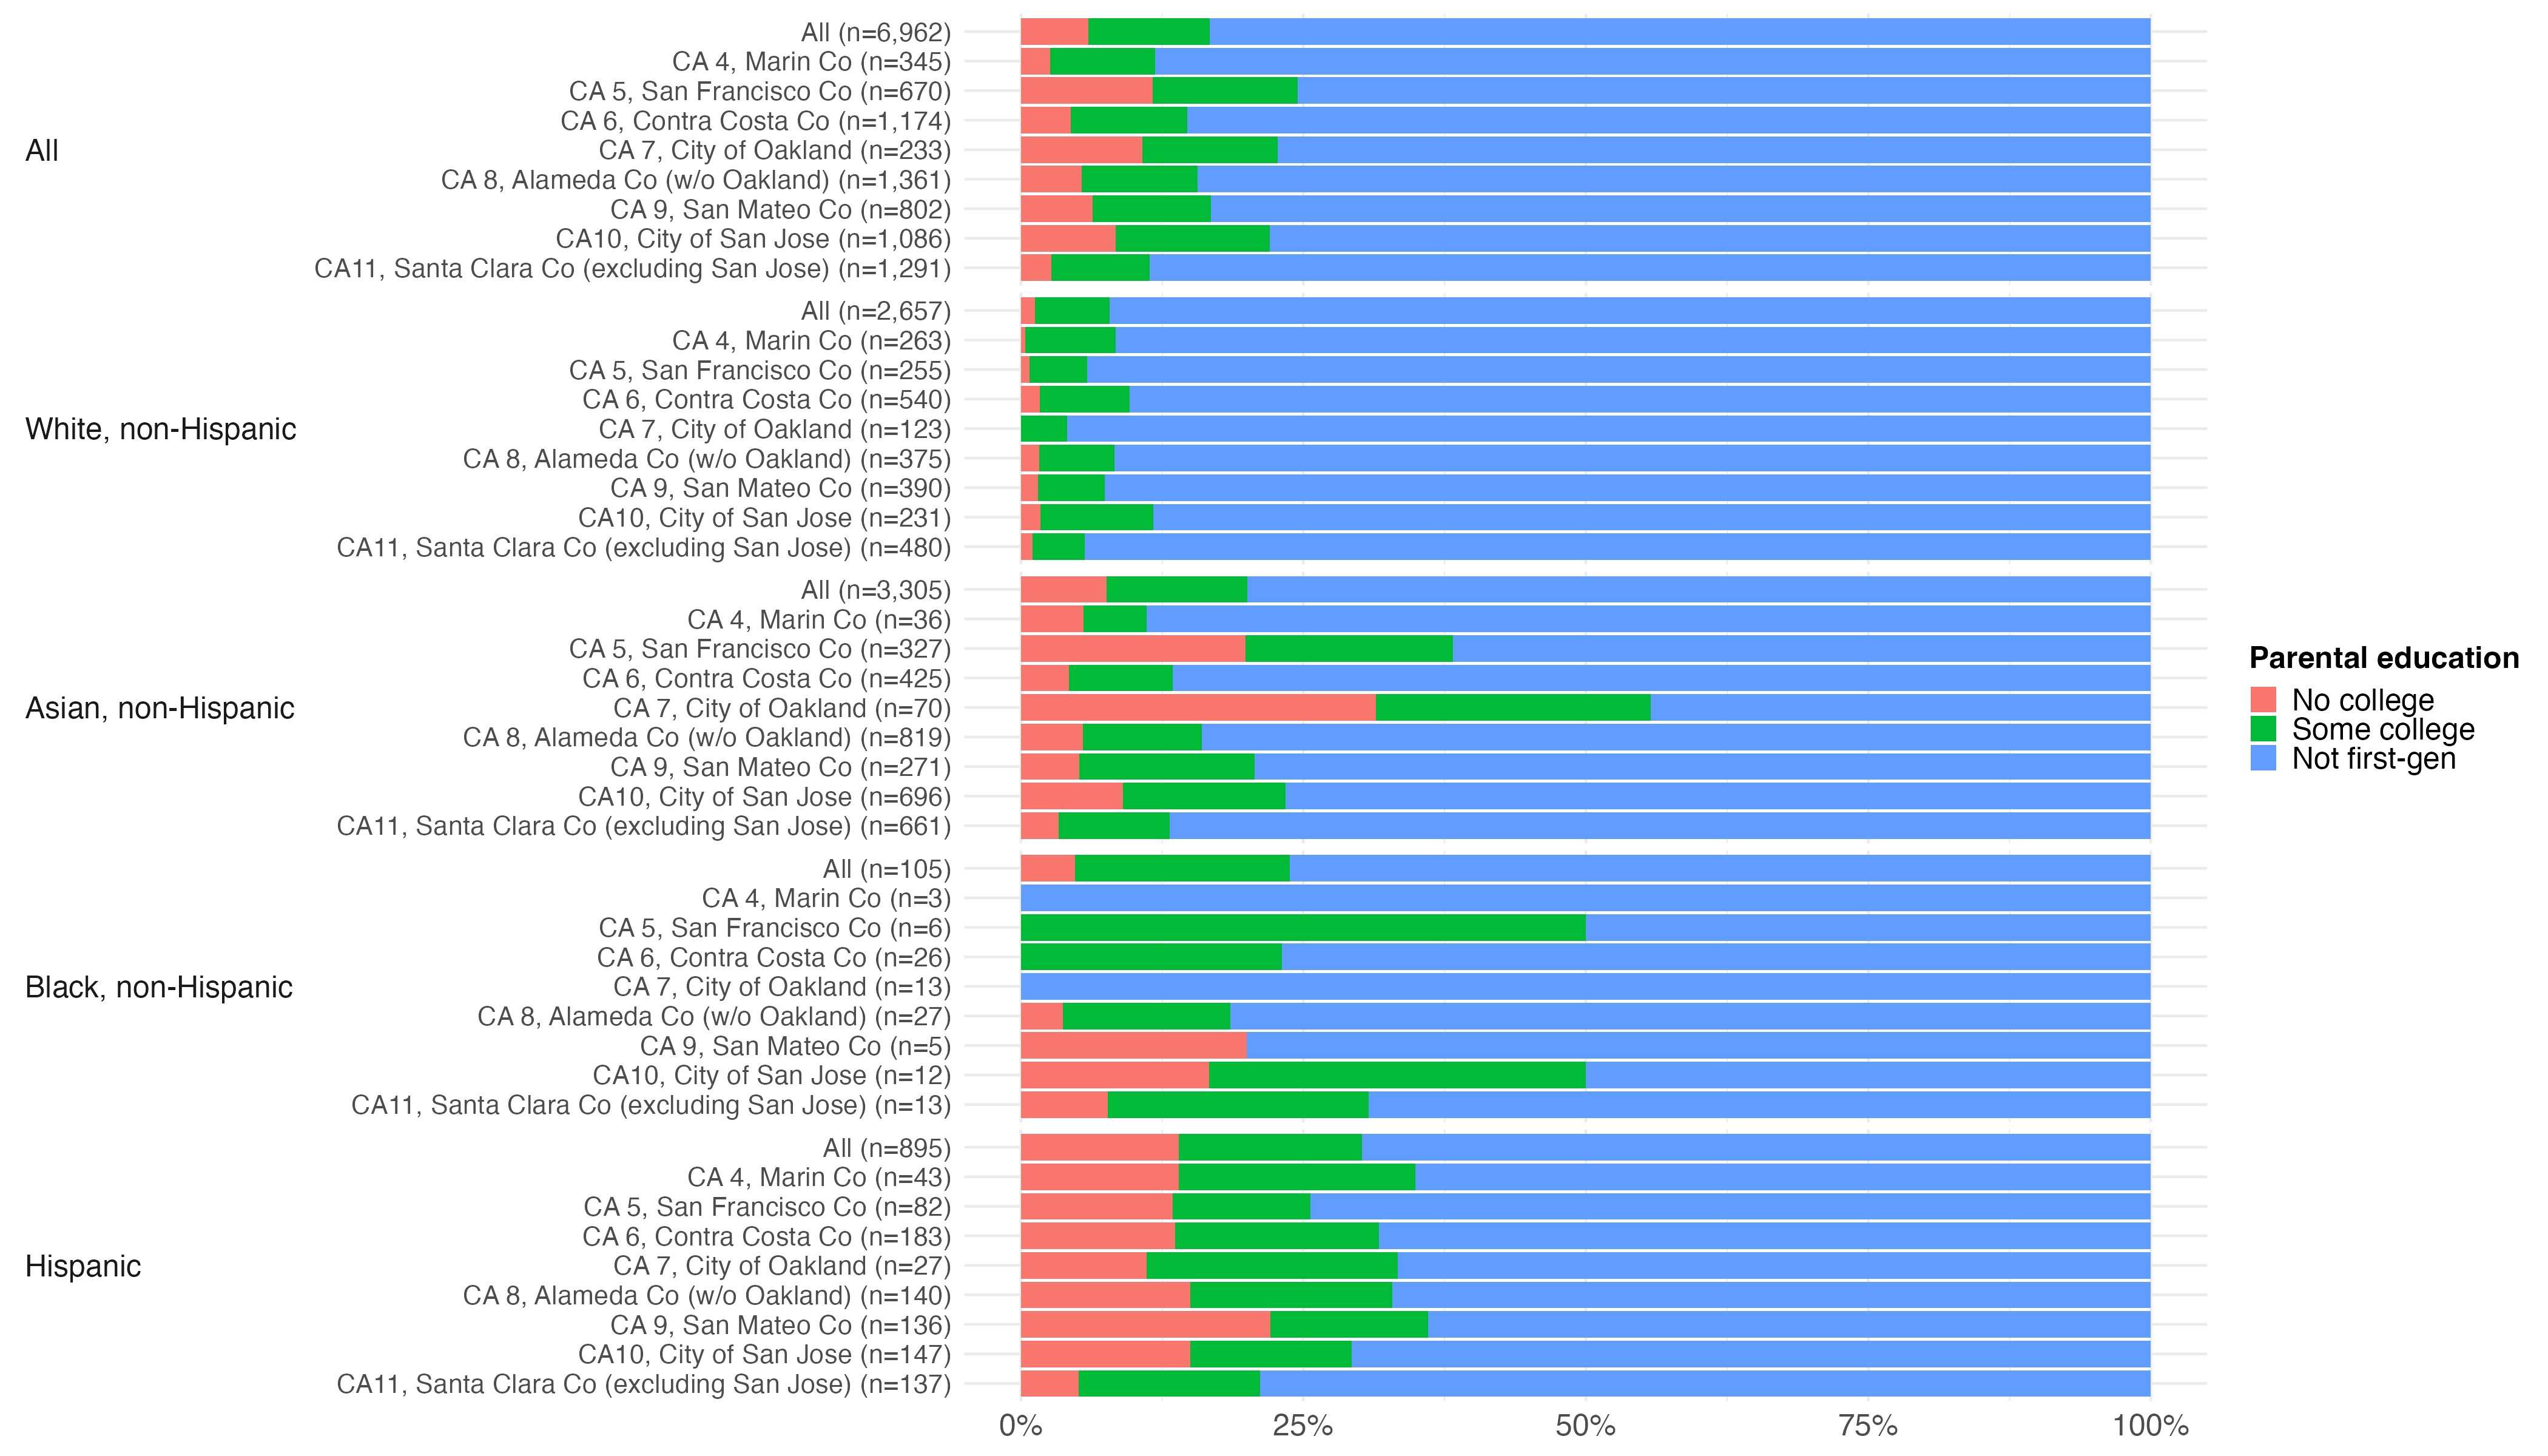 All
All (n=6,962)
CA 4, Marin Co (n=345)
CA 5, San Francisco Co (n=670)
CA 6, Contra Costa Co (n=1,174)
CA 7, City of Oakland (n=233)
CA 8, Alameda Co (w/o Oakland) (n=1,361)
CA 9, San Mateo Co (n=802)
CA10, City of San Jose (n=1,086)
CA11, Santa Clara Co (excluding San Jose) (n=1,291)
White, non-Hispanic
All (n=2,657)
CA 4, Marin Co (n=263)
CA 5, San Francisco Co (n=255)
CA 6, Contra Costa Co (n=540)
CA 7, City of Oakland (n=123)
CA 8, Alameda Co (w/o Oakland) (n=375)
CA 9, San Mateo Co (n=390)
CA10, City of San Jose (n=231)
CA11, Santa Clara Co (excluding San Jose) (n=480)
Asian, non-Hispanic
All (n=3,305)
CA 4, Marin Co (n=36)
CA 5, San Francisco Co (n=327)
CA 6, Contra Costa Co (n=425)
CA 7, City of Oakland (n=70)
CA 8, Alameda Co (w/o Oakland) (n=819)
CA 9, San Mateo Co (n=271)
CA10, City of San Jose (n=696)
CA11, Santa Clara Co (excluding San Jose) (n=661)
Black, non-Hispanic
All (n=105)
CA 4, Marin Co (n=3)
CA 5, San Francisco Co (n=6)
CA 6, Contra Costa Co (n=26)
CA 7, City of Oakland (n=13)
CA 8, Alameda Co (w/o Oakland) (n=27)
CA 9, San Mateo Co (n=5)
CA10, City of San Jose (n=12)
CA11, Santa Clara Co (excluding San Jose) (n=13)
Hispanic
All (n=895)
CA 4, Marin Co (n=43)
CA 5, San Francisco Co (n=82)
CA 6, Contra Costa Co (n=183)
CA 7, City of Oakland (n=27)
CA 8, Alameda Co (w/o Oakland) (n=140)
CA 9, San Mateo Co (n=136)
CA10, City of San Jose (n=147)
CA11, Santa Clara Co (excluding San Jose) (n=137)
0% 25% 50% 75% 100%
Parental education
No college
Some college
Not first-gen